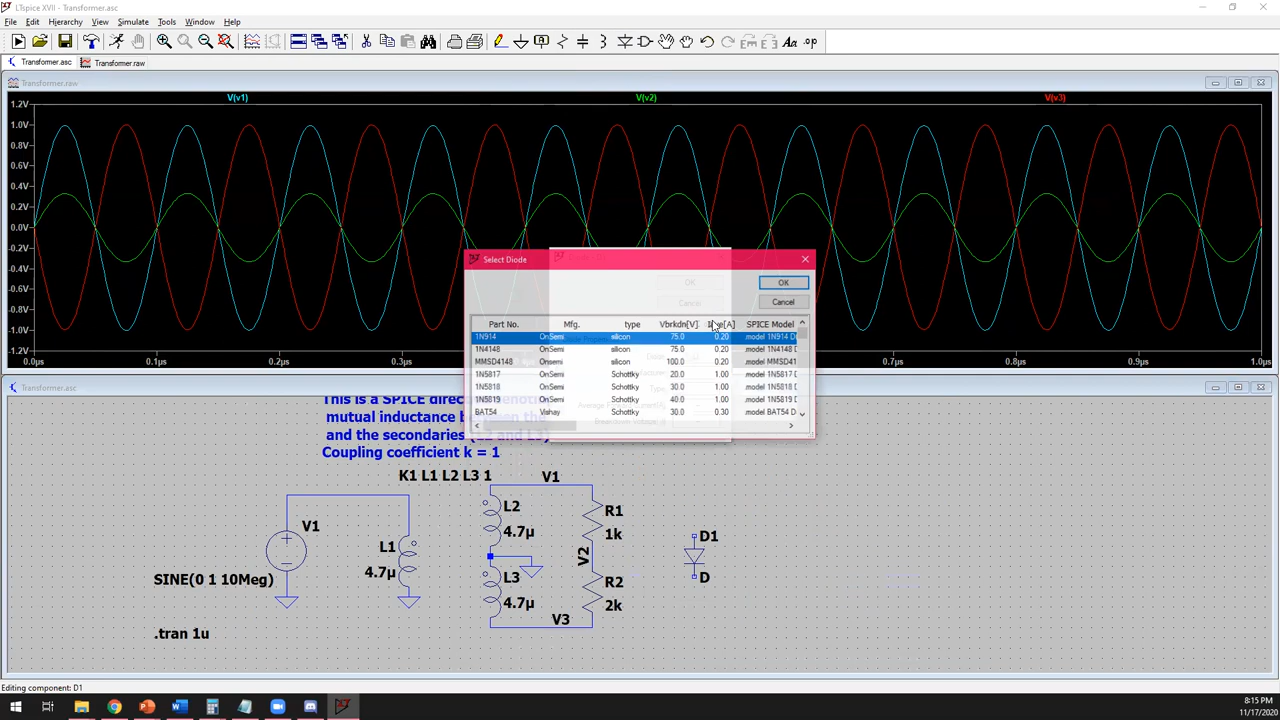 LTspice XVII - Transformer.asc
File Edit Hierarchy View Simulate Tools Window Help
Transformer.asc Transformer.raw
Transformer.raw
V(v1) V(v2) V(v3)
1.2V
1.0V
0.8V
0.6V
0.4V
0.2V
0.0V
-0.2V
-0.4V
-0.6V
-0.8V
-1.0V
-1.2V
0.0µs 0.1µs 0.2µs 0.3µs 0.7µs 0.8µs 0.9µs 1.0µs
Select Diode
OK
Cancel
Part No. Mfg. type Vbrkdn[V] SPICE Model
1N914 OnSemi silicon 75.0 0.20 .model 1N914 D
1N4148 OnSemi silicon 75.0 0.20 .model 1N4148 D
MMSD4148 Onsemi silicon 100.0 0.20 .model MMSD41
1N5817 OnSemi Schottky 20.0 1.00 .model 1N5817 D
1N5818 OnSemi Schottky 30.0 1.00 .model 1N5818 D
1N5819 OnSemi Schottky 40.0 1.00 .model 1N5819 D
BAT54 Vishay Schottky 30.0 0.30 .model BAT54 D
Transformer.asc
This is a SPICE
mutual inductance between the
and the secondaries (L2 and L3)
Coupling coefficient k = 1
K1 L1 L2 L3 1
V1
V1
SINE(0 1 10Meg)
.tran 1u
L1
4.7µ
L2
4.7µ
L3
4.7µ
V2
V3
R1
1k
R2
2k
D1
D
Editing component: D1
8:15 PM
11/17/2020